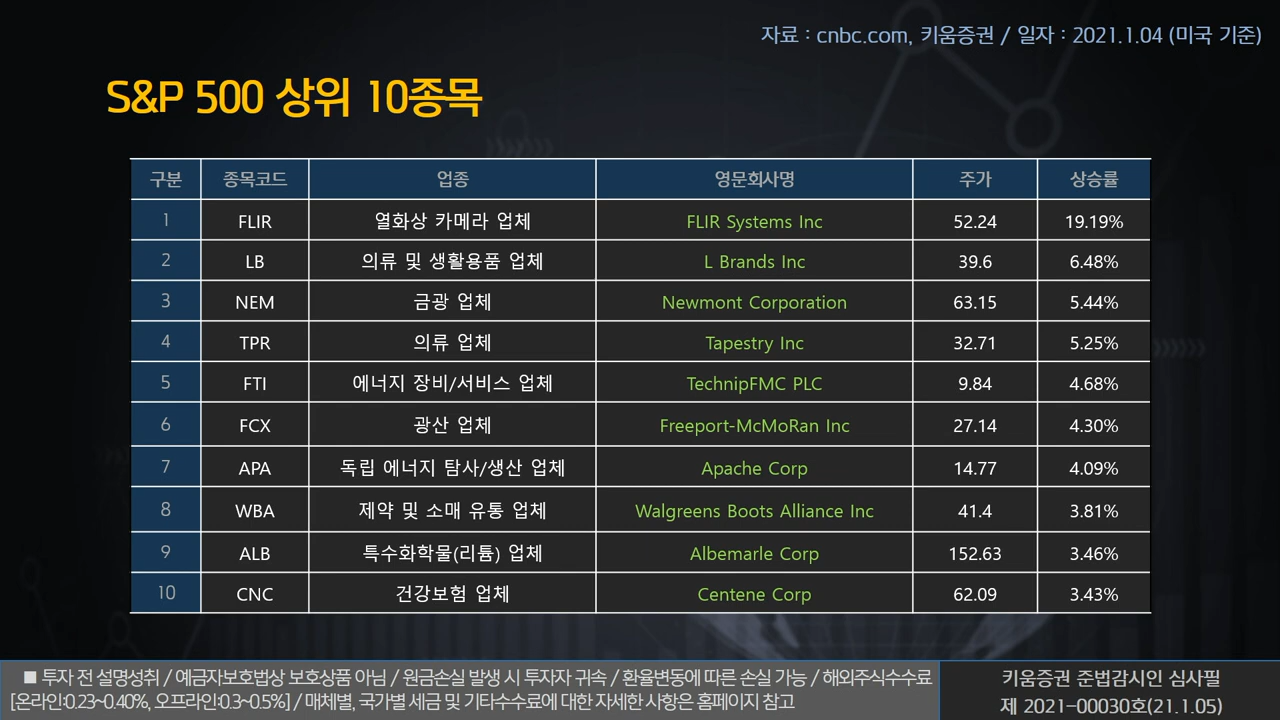 자료 : cnbc.com, 키움증권 / 일자 : 2021.1.04 (미국 기준)
S&P 500 상위 10종목
구분 종목코드 업종 영문회사명 주가 상승률
1 FLIR 열화상 카메라 업체 FLIR Systems Inc 52.24 19.19%
2 LB 의류 및 생활용품 업체 L Brands Inc 39.6 6.48%
3 NEM 금광 업체 Newmont Corporation 63.15 5.44%
4 TPR 의류 업체 Tapestry Inc 32.71 5.25%
5 FTI 에너지 장비/서비스 업체 TechnipFMC PLC 9.84 4.68%
6 FCX 광산 업체 Freeport-McMoRan Inc 27.14 4.30%
7 APA 독립 에너지 탐사/생산 업체 Apache Corp 14.77 4.09%
8 WBA 제약 및 소매 유통 업체 Walgreens Boots Alliance Inc 41.4 3.81%
9 ALB 특수화학물(리튬) 업체 Albemarle Corp 152.63 3.46%
10 CNC 건강보험 업체 Centene Corp 62.09 3.43%
■ 투자 전 설명성취 / 예금자보호법상 보호상품 아님 / 원금손실 발생 시 투자자 귀속 / 환율변동에 따른 손실 가능 / 해외주식수수료
[온라인:0.23~0.40%, 오프라인:0.3~0.5%] / 매체별, 국가별 세금 및 기타수수료에 대한 자세한 사항은 홈페이지 참고
키움증권 준법감시인 심사필
제 2021-00030호(21.1.05)